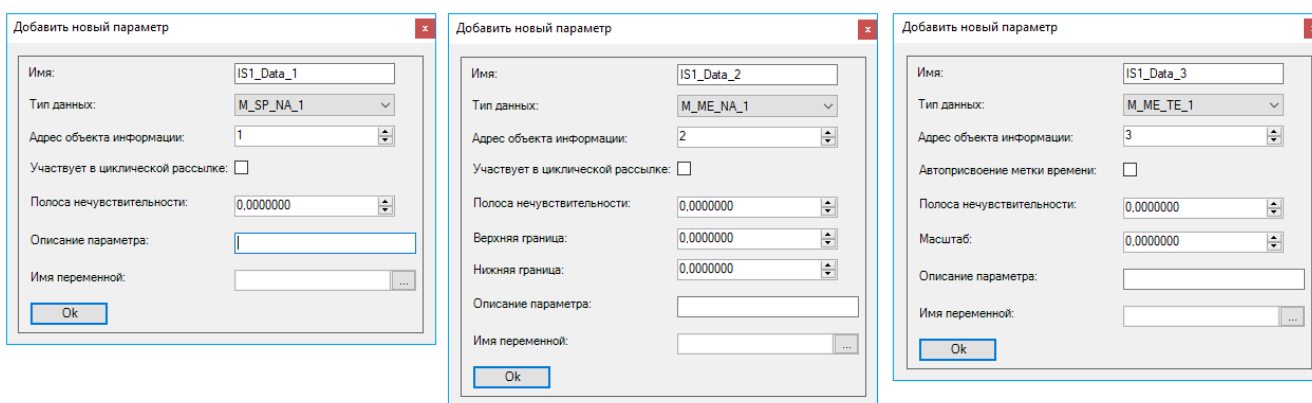 Добавить новый параметр x
Имя: IS1_Data_1
Тип данных: M_SP_NA_1
Адрес объекта информации: 1
Участвует в циклической рассылке:
Полоса нечувствительности: 0,0000000
Описание параметра:
Имя переменной: ...
Ok
Добавить новый параметр x
Имя: IS1_Data_2
Тип данных: M_ME_NA_1
Адрес объекта информации: 2
Участвует в циклической рассылке:
Полоса нечувствительности: 0,0000000
Верхняя граница: 0,0000000
Нижняя граница: 0,0000000
Описание параметра:
Имя переменной: ...
Ok
Добавить новый параметр x
Имя: IS1_Data_3
Тип данных: M_ME_TE_1
Адрес объекта информации: 3
Автоприсвоение метки времени:
Полоса нечувствительности: 0,0000000
Масштаб: 0,0000000
Описание параметра:
Имя переменной: ...
Ok